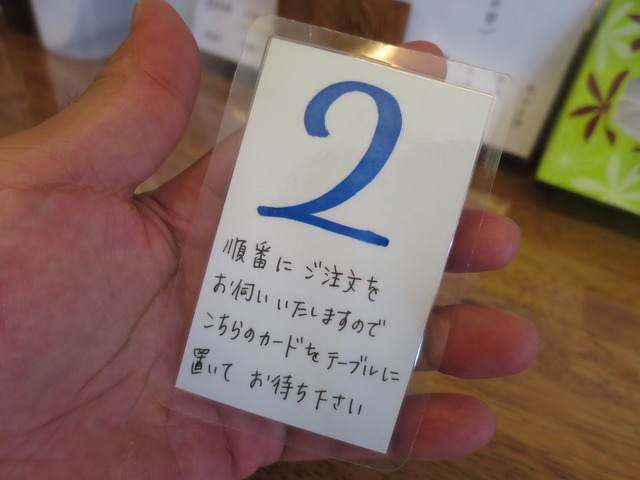 2
順番に ご注文を
お伺いいたしますので
こちらのカードをテーブルに
置いて お待ち下さい